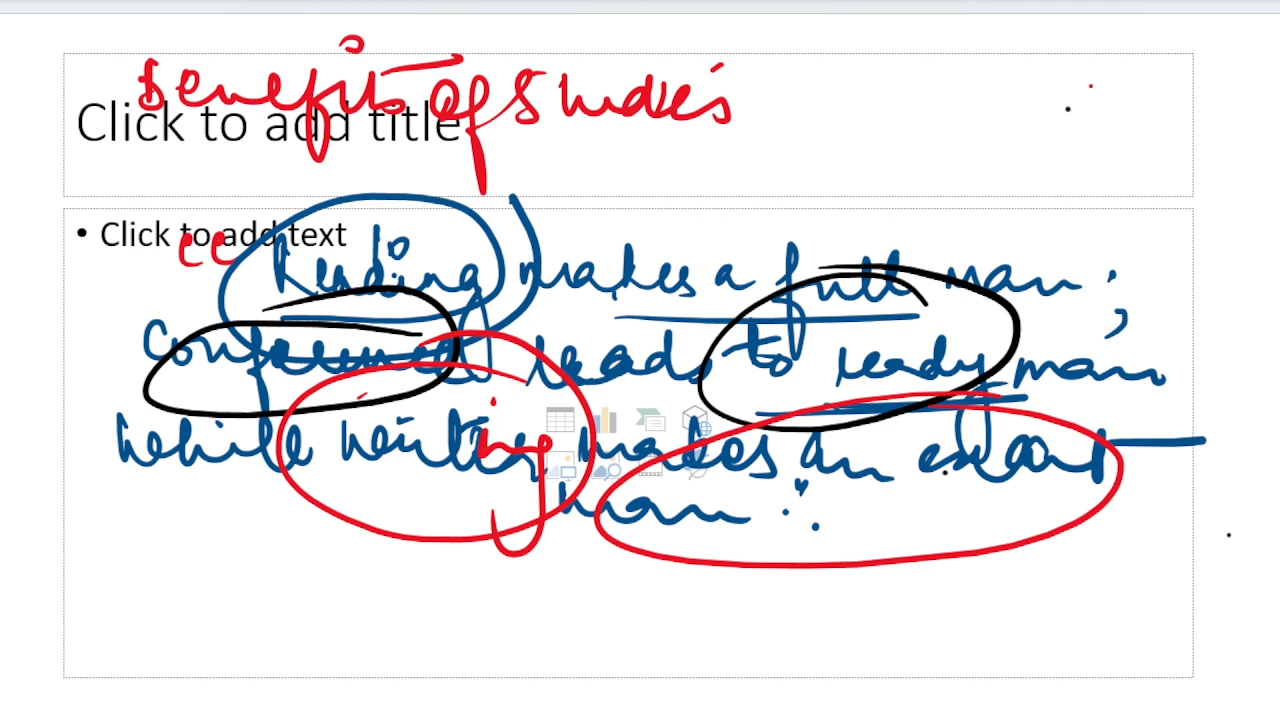 Benefits of Studies
Click to add title
• Click to add text
"Reading makes a full man;
conference leads to ready man
while writing makes an exact
man".